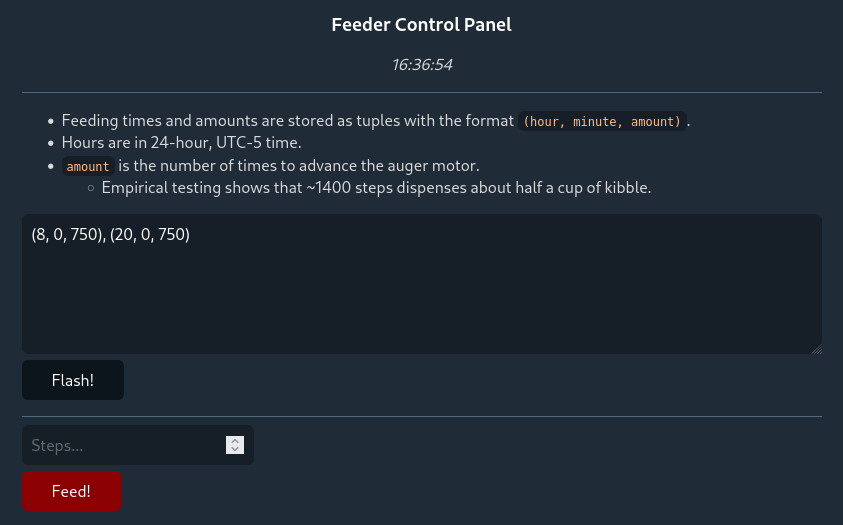 Feeder Control Panel
16:36:54
Feeding times and amounts are stored as tuples with the format (hour, minute, amount).
Hours are in 24-hour, UTC-5 time.
amount is the number of times to advance the auger motor.
Empirical testing shows that ~1400 steps dispenses about half a cup of kibble.
(8, 0, 750), (20, 0, 750)
Flash!
Steps...
Feed!